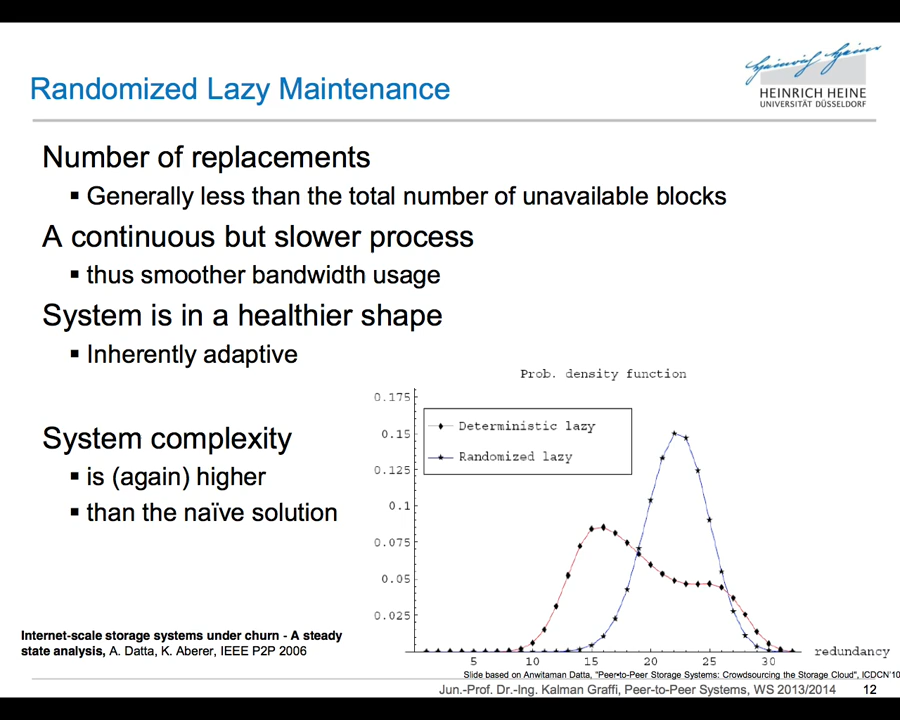 Heinrich Heine
HEINRICH HEINE
UNIVERSITÄT DÜSSELDORF
Randomized Lazy Maintenance
Number of replacements
▪ Generally less than the total number of unavailable blocks
A continuous but slower process
▪ thus smoother bandwidth usage
System is in a healthier shape
▪ Inherently adaptive
System complexity
▪ is (again) higher
▪ than the naïve solution
Prob. density function
0.175
0.15
0.125
0.1
0.075
0.05
0.025
Deterministic lazy
Randomized lazy
5 10 15 20 25 30
redundancy
Internet-scale storage systems under churn - A steady
state analysis, A. Datta, K. Aberer, IEEE P2P 2006
Slide based on Anwitaman Datta, "Peer-to-Peer Storage Systems: Crowdsourcing the Storage Cloud", ICDCN'10
Jun.-Prof. Dr.-Ing. Kalman Graffi, Peer-to-Peer Systems, WS 2013/2014 12